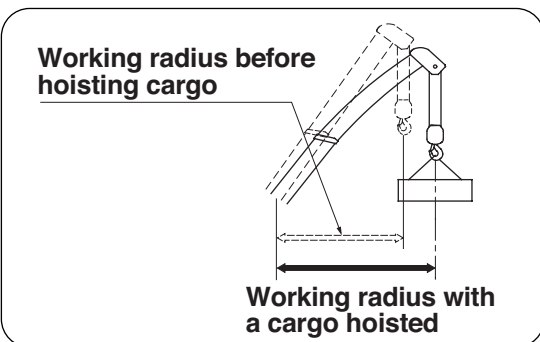 Working radius before
hoisting cargo
Working radius with
a cargo hoisted